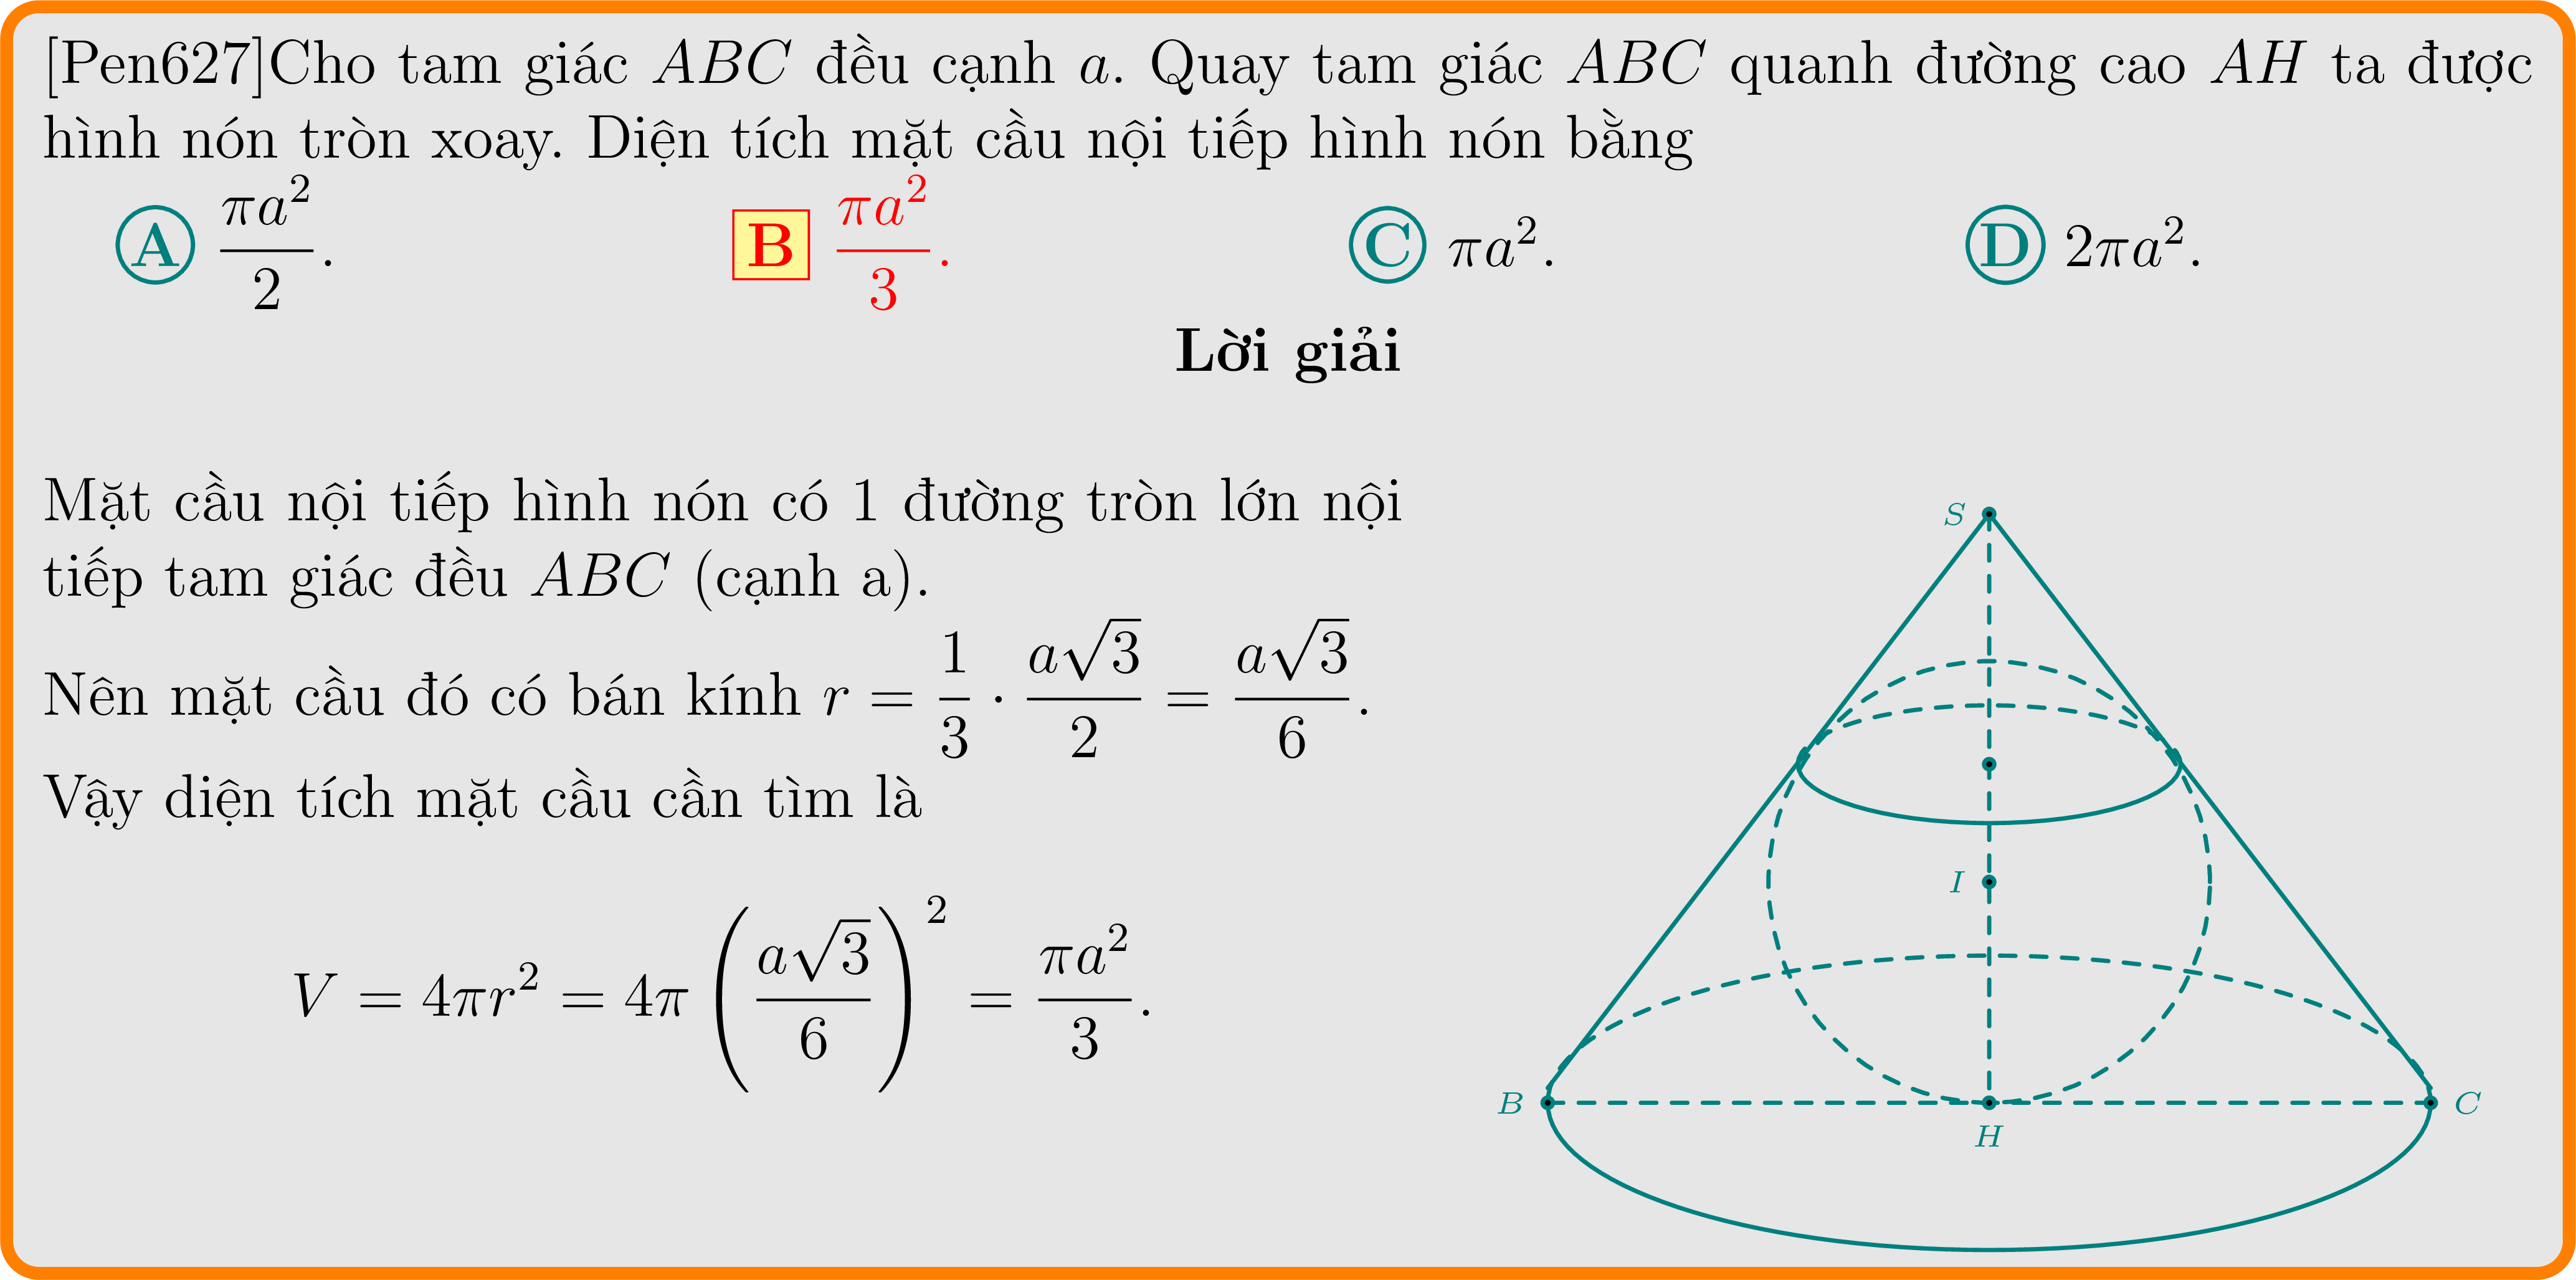 [Pen627]Cho tam giác ABC đều cạnh a. Quay tam giác ABC quanh đường cao AH ta được
hình nón tròn xoay. Diện tích mặt cầu nội tiếp hình nón bằng
A $\frac{\pi a^2}{2}$. B $\frac{\pi a^2}{3}$. C $\pi a^2$. D $2\pi a^2$.
Lời giải
Mặt cầu nội tiếp hình nón có 1 đường tròn lớn nội
tiếp tam giác đều ABC (cạnh a).
Nên mặt cầu đó có bán kính $r = \frac{1}{3} \cdot \frac{a\sqrt{3}}{2} = \frac{a\sqrt{3}}{6}$.
Vậy diện tích mặt cầu cần tìm là
$V = 4\pi r^2 = 4\pi \left(\frac{a\sqrt{3}}{6}\right)^2 = \frac{\pi a^2}{3}$.
S
I
B
C
H